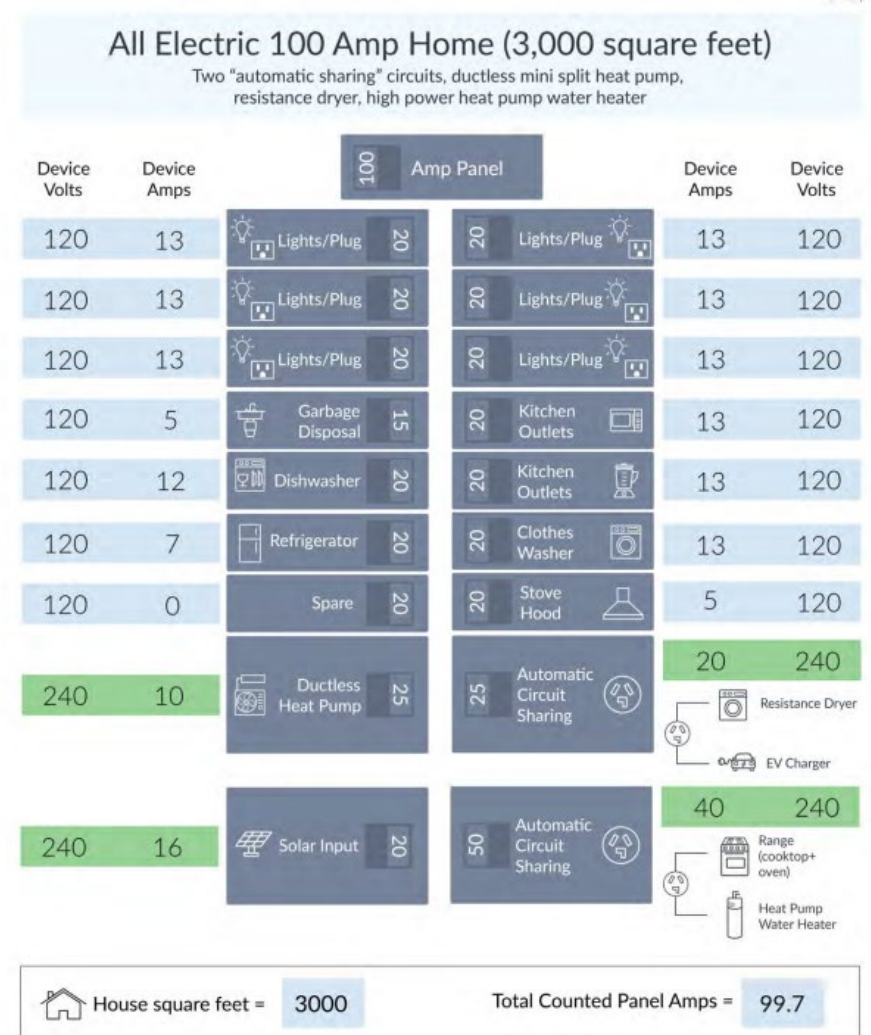 All Electric 100 Amp Home (3,000 square feet)
Two "automatic sharing" circuits, ductless mini split heat pump,
resistance dryer, high power heat pump water heater
Device Volts
Device Amps
100 Amp Panel
Device Amps
Device Volts
120 13 Lights/Plug 20 20 Lights/Plug 13 120
120 13 Lights/Plug 20 20 Lights/Plug 13 120
120 13 Lights/Plug 20 20 Lights/Plug 13 120
120 5 Garbage Disposal 15 20 Kitchen Outlets 13 120
120 12 Dishwasher 20 20 Kitchen Outlets 13 120
120 7 Refrigerator 20 20 Clothes Washer 13 120
120 0 Spare 20 20 Stove Hood 5 120
240 10 Ductless Heat Pump 25 25 Automatic Circuit Sharing 20 240
Resistance Dryer
EV Charger
240 16 Solar Input 20 50 Automatic Circuit Sharing 40 240
Range (cooktop+ oven)
Heat Pump Water Heater
House square feet = 3000 Total Counted Panel Amps = 99.7